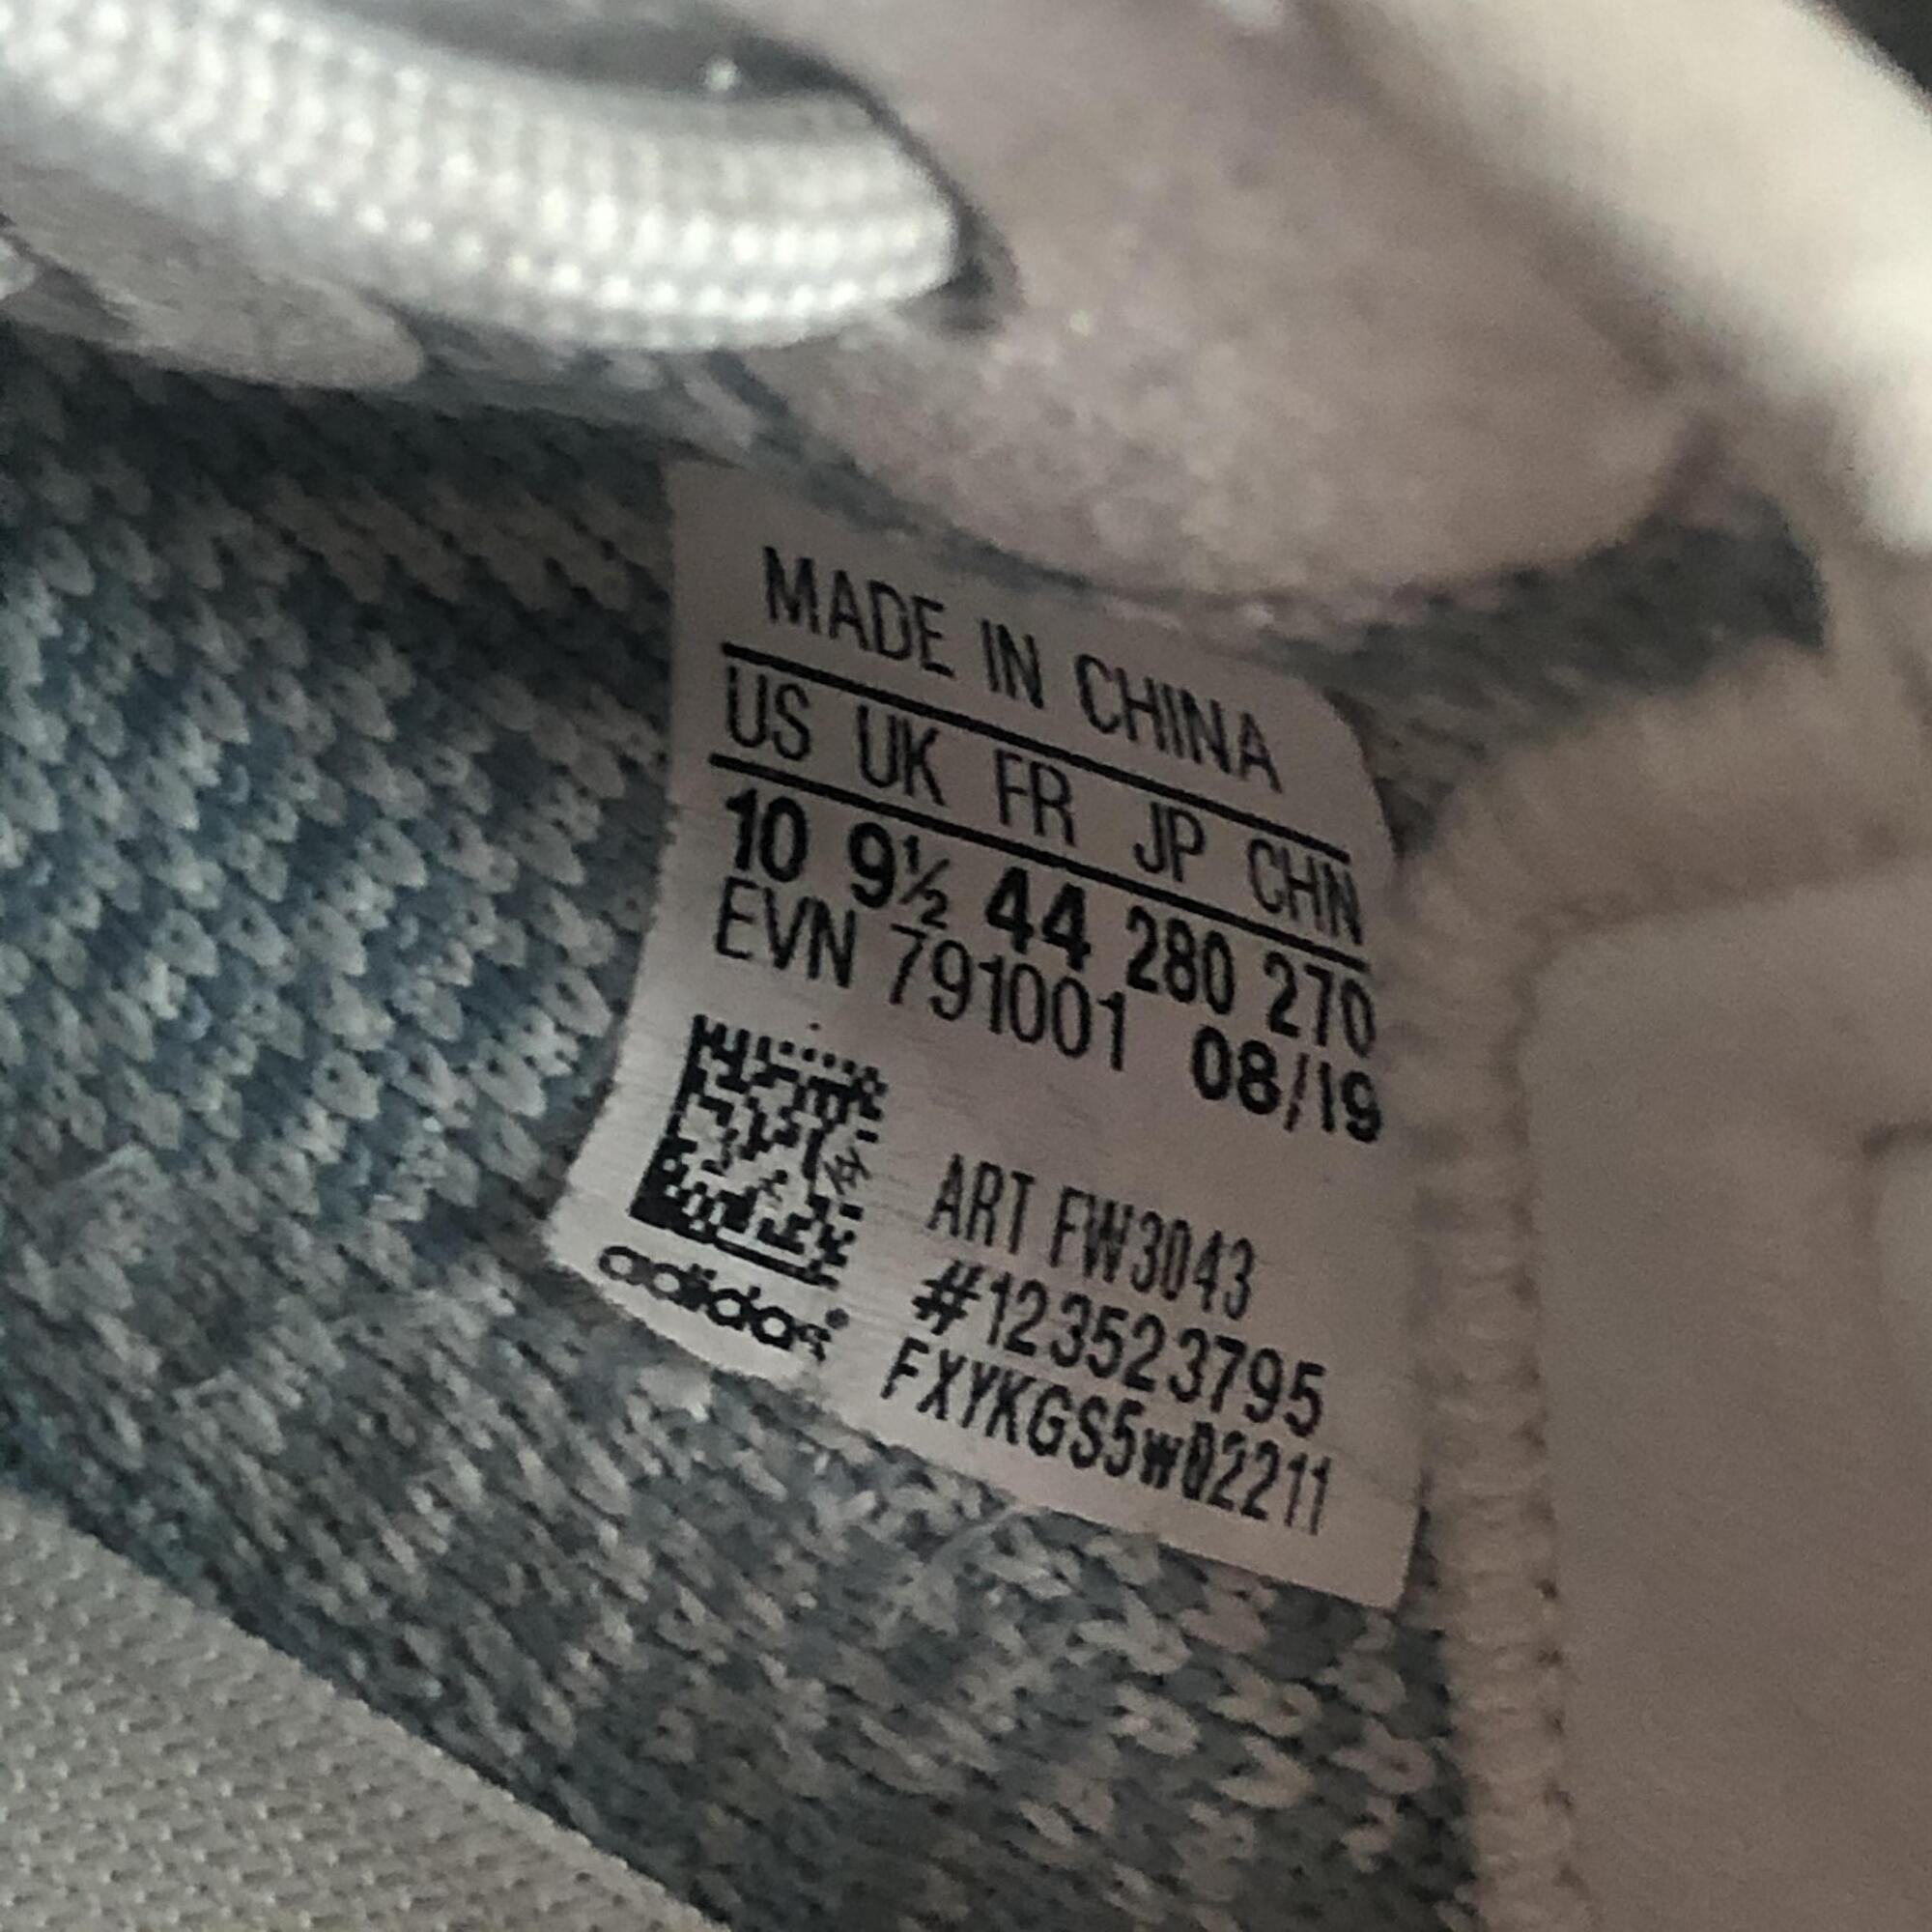 MADE IN CHINA
US UK FR JP CHN
10 9½ 44 280 270
EVN 791001 08/19
ART FW3043
#123523795
FXYKGS5w02211
adidas®